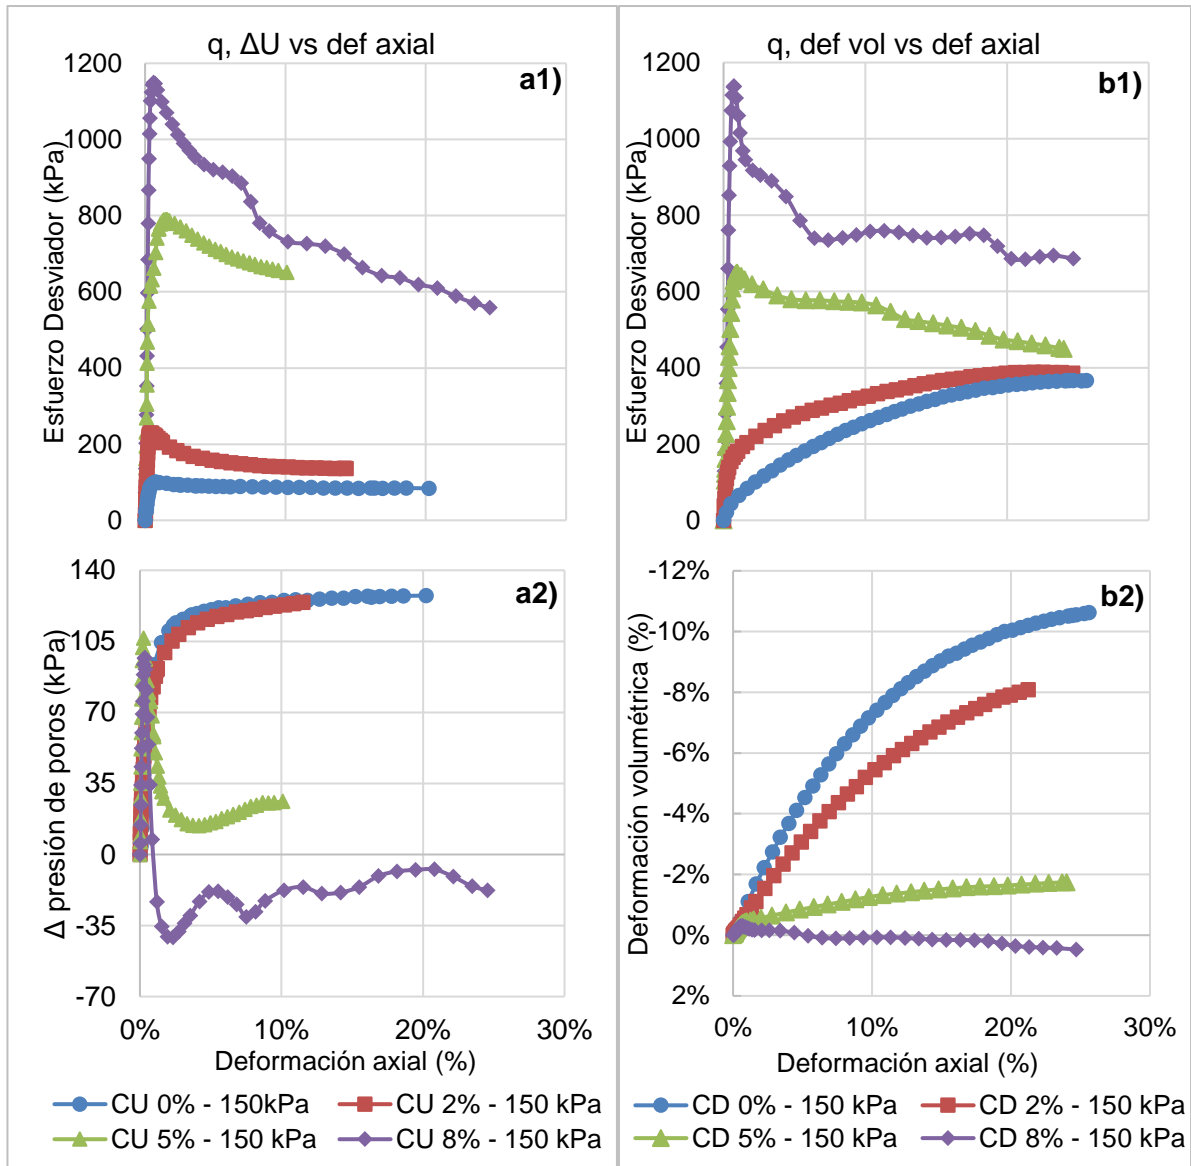 q, ΔU vs def axial
a1)
1200
1000
800
600
400
200
0
Esfuerzo Desviador (kPa)
a2)
140
105
70
35
0
-35
-70
Δ presión de poros (kPa)
0% 10% 20% 30%
Deformación axial (%)
CU 0% - 150kPa
CU 2% - 150 kPa
CU 5% - 150 kPa
CU 8% - 150 kPa
q, def vol vs def axial
b1)
1200
1000
800
600
400
200
0
Esfuerzo Desviador (kPa)
b2)
-12%
-10%
-8%
-6%
-4%
-2%
0%
2%
Deformación volumétrica (%)
0% 10% 20% 30%
Deformación axial (%)
CD 0% - 150 kPa
CD 2% - 150 kPa
CD 5% - 150 kPa
CD 8% - 150 kPa